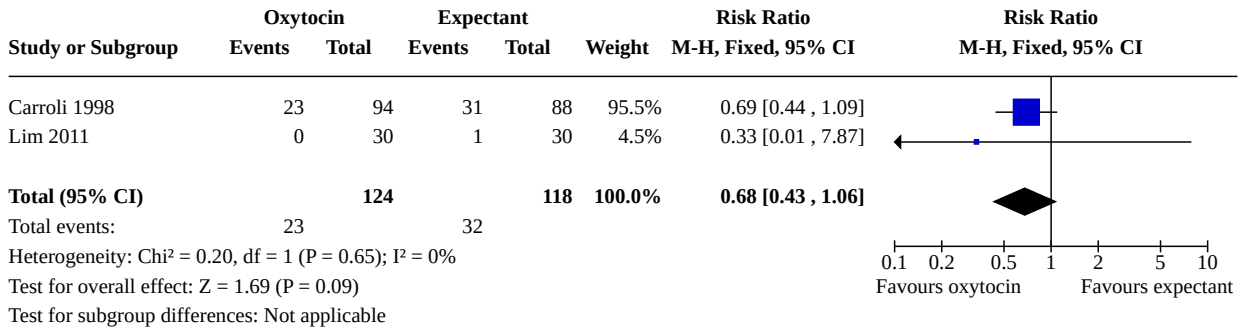 Oxytocin Expectant Risk Ratio Risk Ratio
Study or Subgroup Events Total Events Total Weight M-H, Fixed, 95% CI M-H, Fixed, 95% CI
Carroli 1998 23 94 31 88 95.5% 0.69 [0.44 , 1.09]
Lim 2011 0 30 1 30 4.5% 0.33 [0.01 , 7.87]
Total (95% CI) 124 118 100.0% 0.68 [0.43 , 1.06]
Total events: 23 32
Heterogeneity: Chi² = 0.20, df = 1 (P = 0.65); I² = 0% 0.1 0.2 0.5 1 2 5 10
Test for overall effect: Z = 1.69 (P = 0.09) Favours oxytocin Favours expectant
Test for subgroup differences: Not applicable